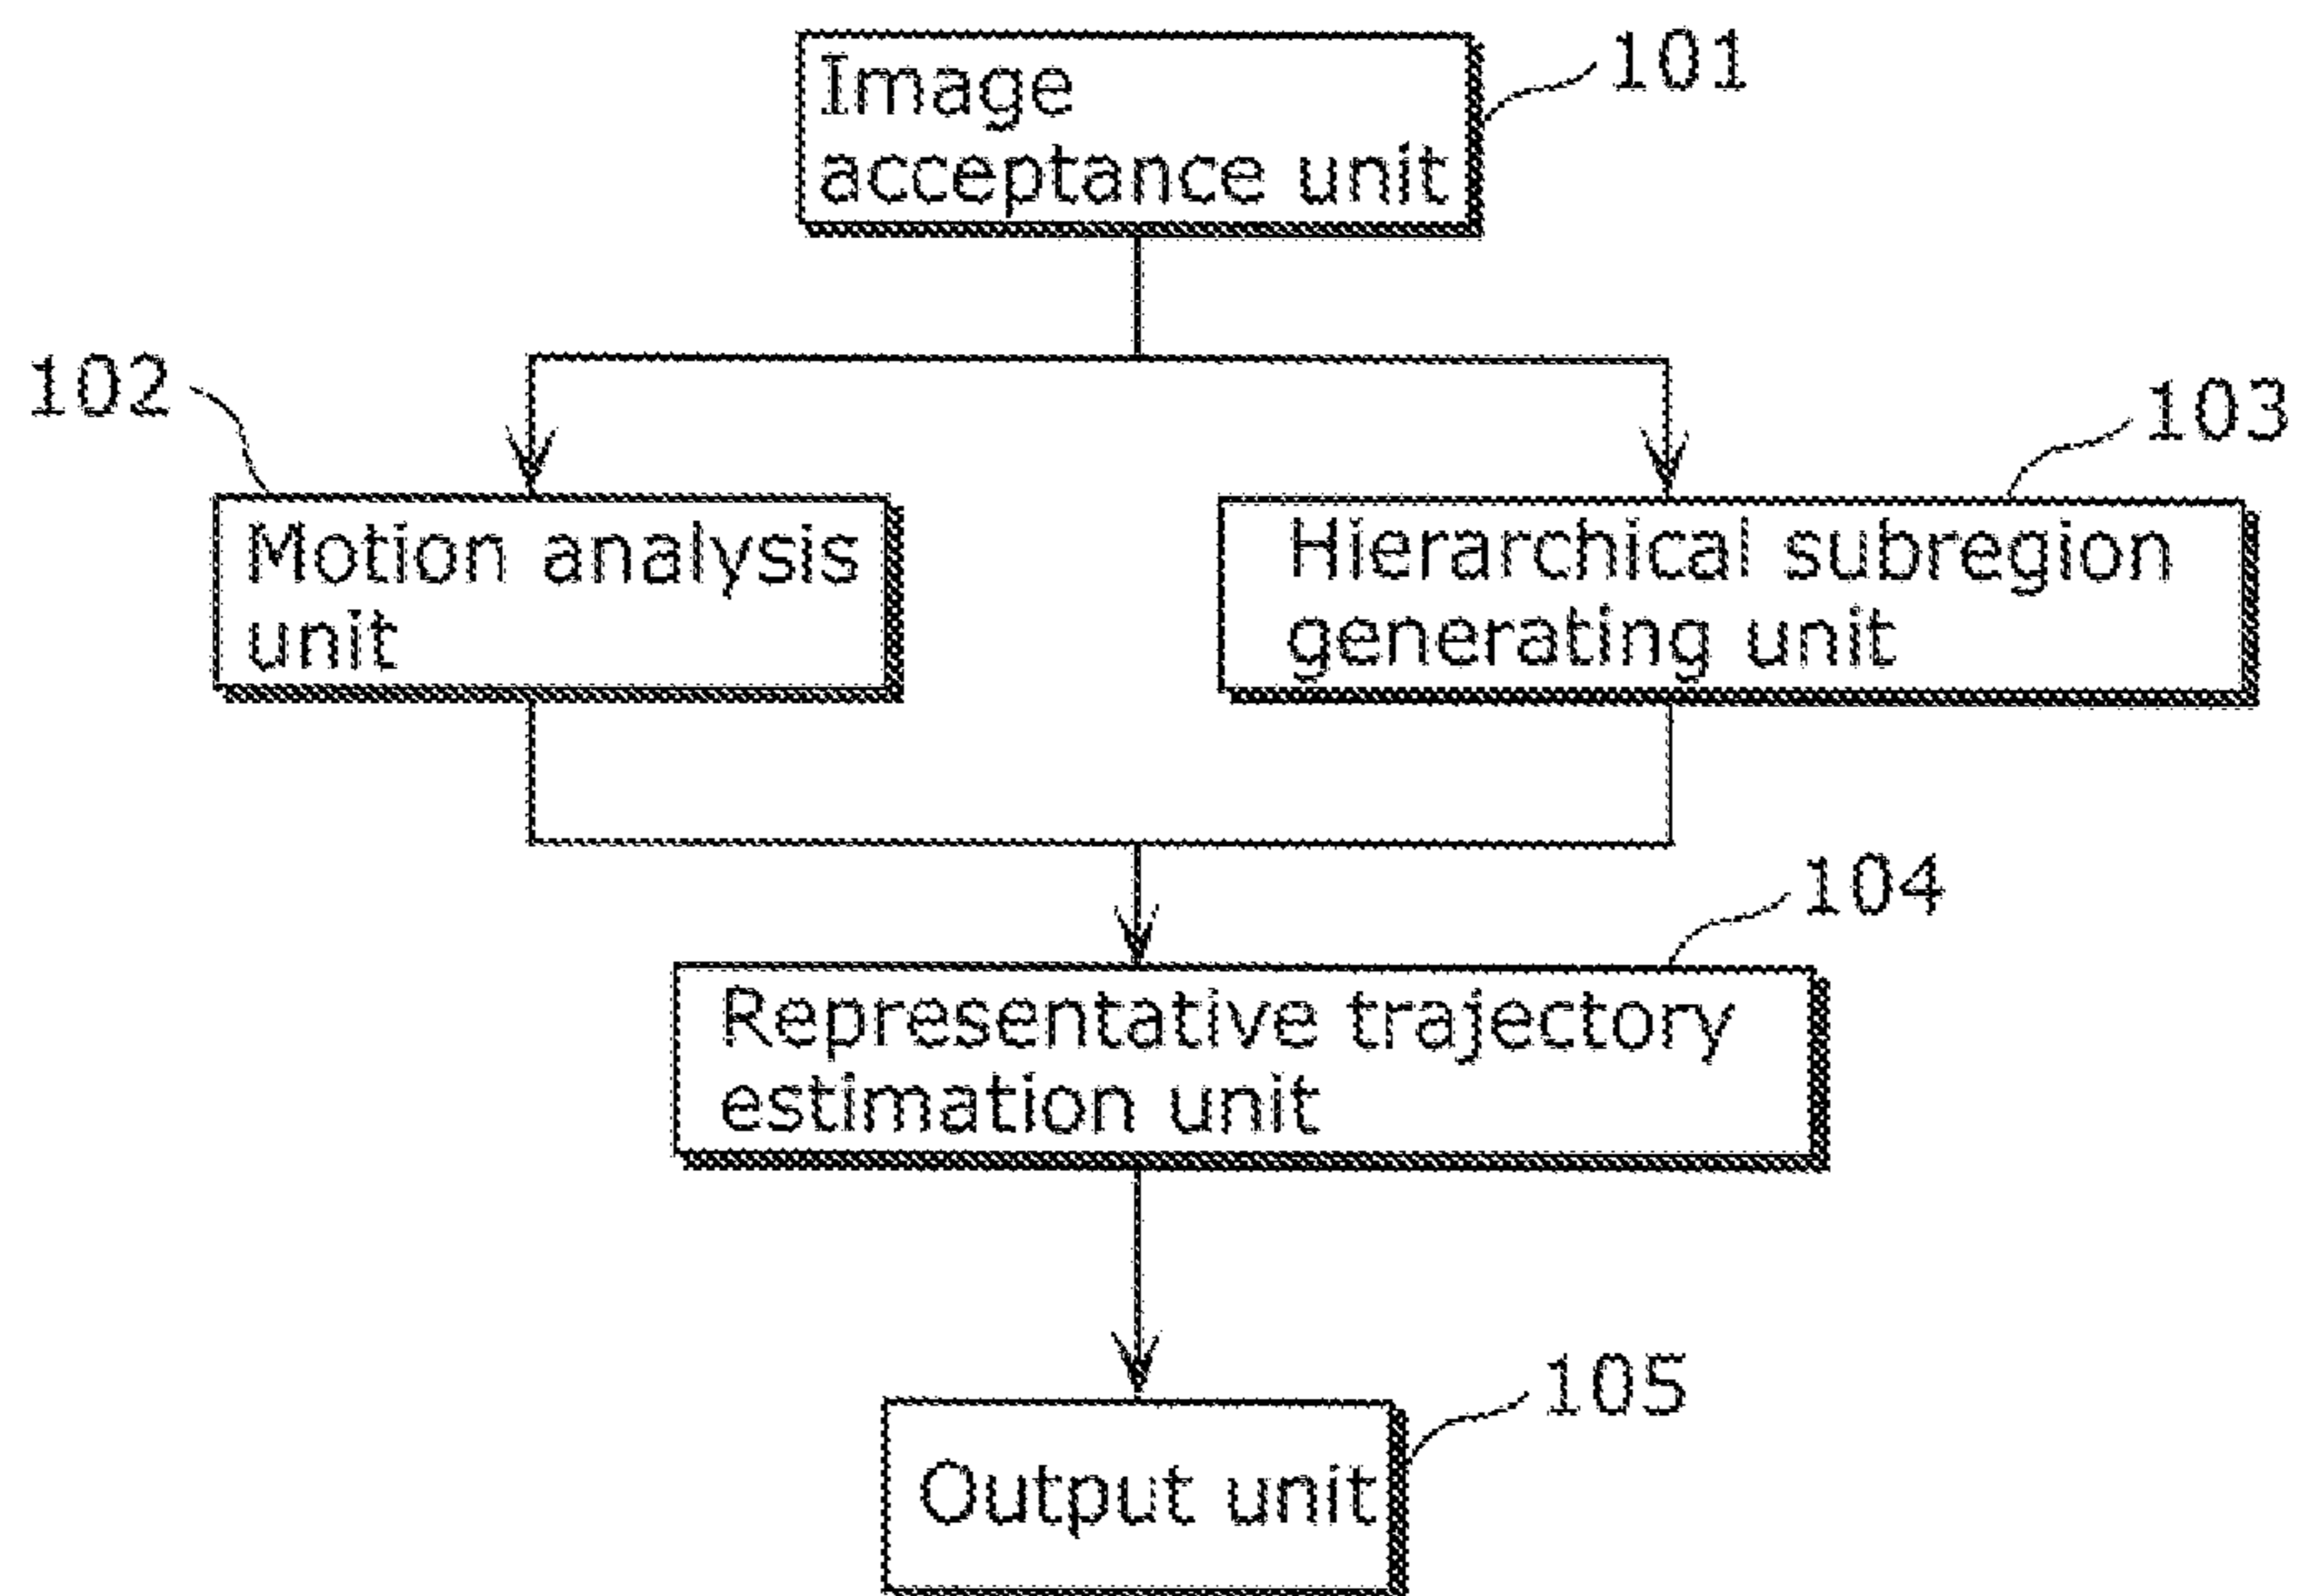 Image
acceptance unit
101
102
103
Motion analysis
unit
Hierarchical subregion
generating unit
104
Representative trajectory
estimation unit
105
Output unit